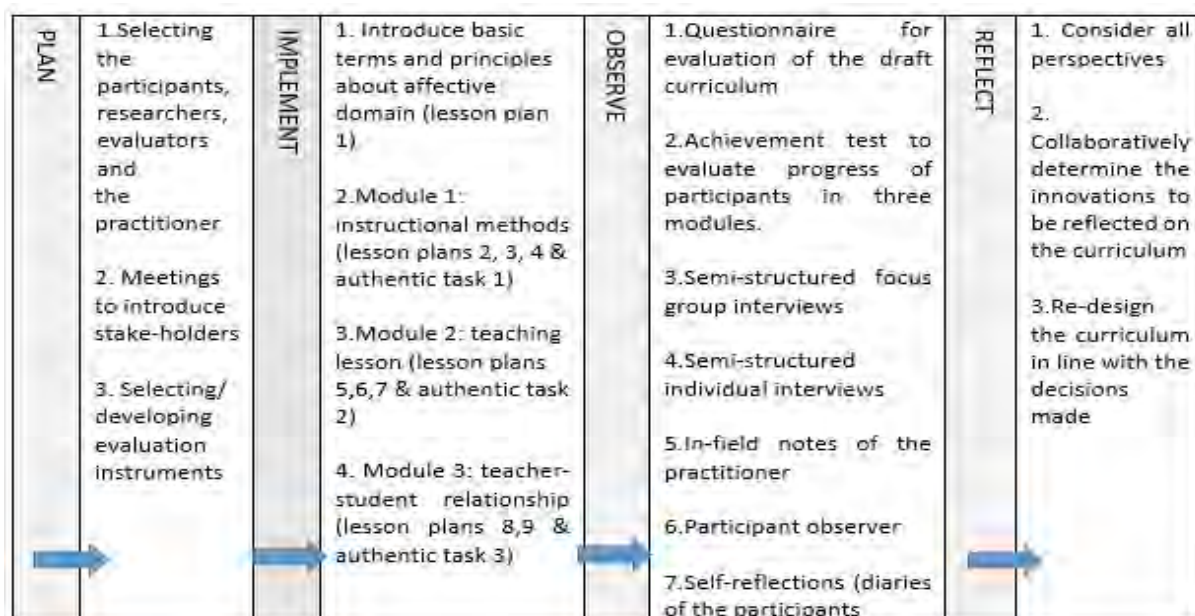 PLAN
1.Selecting
the
participants,
researchers,
evaluators
and
the
practitioner
2. Meetings
to introduce
stake-holders
3. Selecting/
developing
evaluation
instruments
IMPLEMENT
1. Introduce basic
terms and principles
about affective
domain (lesson plan
1)
2.Module 1:
instructional methods
(lesson plans 2, 3, 4 &
authentic task 1)
3.Module 2: teaching
lesson (lesson plans
5,6,7 & authentic task
2)
4. Module 3: teacher-
student relationship
(lesson plans 8,9 &
authentic task 3)
OBSERVE
1.Questionnaire for
evaluation of the draft
curriculum
2.Achievement test to
evaluate progress of
participants in three
modules.
3.Semi-structured focus
group interviews
4.Semi-structured
individual interviews
5.In-field notes of the
practitioner
6.Participant observer
7.Self-reflections (diaries
of the participants
REFLECT
1. Consider all
perspectives
2.
Collaboratively
determine the
innovations to
be reflected on
the curriculum
3.Re-design
the curriculum
in line with the
decisions
made